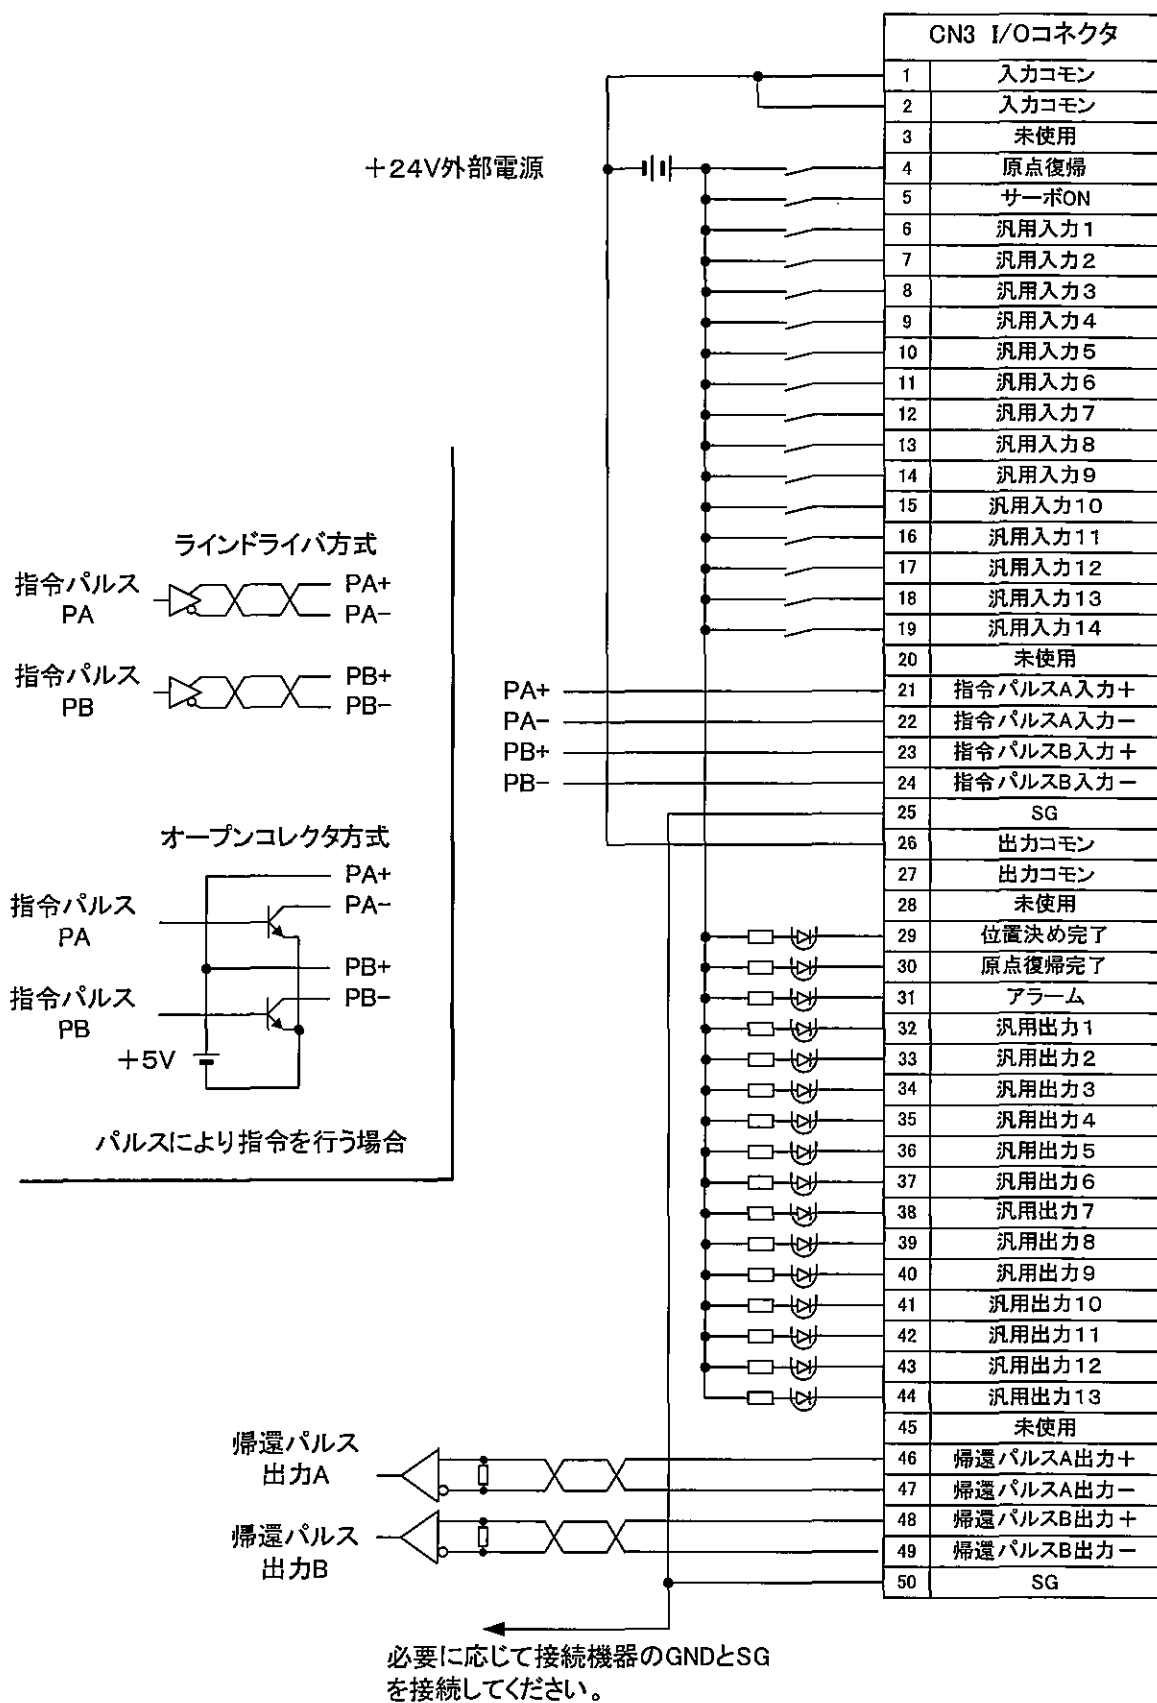 CN3 I/Oコネクタ
1 入力コモン
2 入力コモン
3 未使用
+24V外部電源
4 原点復帰
5 サーボON
6 汎用入力1
7 汎用入力2
8 汎用入力3
9 汎用入力4
10 汎用入力5
11 汎用入力6
12 汎用入力7
13 汎用入力8
14 汎用入力9
15 汎用入力10
16 汎用入力11
17 汎用入力12
18 汎用入力13
19 汎用入力14
20 未使用
PA+ 21 指令パルスA入力+
PA- 22 指令パルスA入力-
PB+ 23 指令パルスB入力+
PB- 24 指令パルスB入力-
25 SG
26 出力コモン
27 出力コモン
28 未使用
29 位置決め完了
30 原点復帰完了
31 アラーム
32 汎用出力1
33 汎用出力2
34 汎用出力3
35 汎用出力4
36 汎用出力5
37 汎用出力6
38 汎用出力7
39 汎用出力8
40 汎用出力9
41 汎用出力10
42 汎用出力11
43 汎用出力12
44 汎用出力13
45 未使用
46 帰還パルスA出力+
47 帰還パルスA出力-
48 帰還パルスB出力+
49 帰還パルスB出力-
50 SG
ラインドライバ方式
指令パルス
PA
PA+
PA-
指令パルス
PB
PB+
PB-
オープンコレクタ方式
PA+
指令パルス
PA
PA-
PB+
指令パルス
PB
PB-
+5V
パルスにより指令を行う場合
帰還パルス
出力A
帰還パルス
出力B
必要に応じて接続機器のGNDとSG
を接続してください。